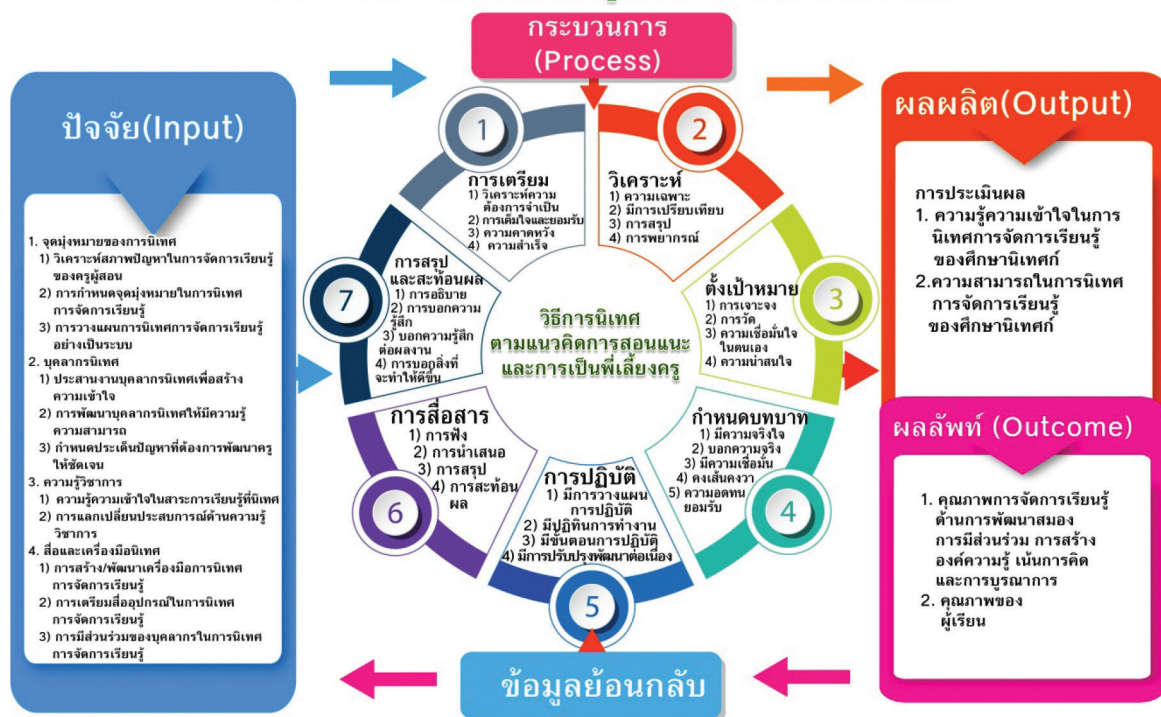 กระบวนการ
(Process)
ปัจจัย(Input)
1. จุดมุ่งหมายของการนิเทศ
1) วิเคราะห์สภาพปัญหาในการจัดการเรียนรู้
ของครูผู้สอน
2) การกำหนดจุดมุ่งหมายในการนิเทศ
การจัดการเรียนรู้
3) การวางแผนการนิเทศการจัดการเรียนรู้
อย่างเป็นระบบ
2. บุคลากรนิเทศ
1) ประสานงานบุคลากรนิเทศเพื่อสร้าง
ความเข้าใจ
2) การพัฒนาบุคลากรนิเทศให้มีความรู้
ความสามารถ
3) กำหนดประเด็นปัญหาที่ต้องการพัฒนาครู
ให้ชัดเจน
3. ความรู้วิชาการ
1) ความรู้ความเข้าใจในสาระการเรียนรู้ที่นิเทศ
2) การแลกเปลี่ยนประสบการณ์ด้านความรู้
วิชาการ
4. สื่อและเครื่องมือนิเทศ
1) การสร้าง/พัฒนาเครื่องมือการนิเทศ
การจัดการเรียนรู้
2) การเตรียมสื่ออุปกรณ์ในการนิเทศ
การจัดการเรียนรู้
3) การมีส่วนร่วมของบุคลากรในการนิเทศ
การจัดการเรียนรู้
1
การเตรียม
1) วิเคราะห์ความ
ต้องการจำเป็น
2) การเต็มใจและยอมรับ
3) ความคาดหวัง
4) ความสำเร็จ
2
วิเคราะห์
1) ความเฉพาะ
2) มีการเปรียบเทียบ
3) การสรุป
4) การพยากรณ์
3
ตั้งเป้าหมาย
1) การเจาะจง
2) การวัด
3) ความเชื่อมั่นใจ
ในตนเอง
4) ความน่าสนใจ
4
กำหนดบทบาท
1) มีความจริงใจ
2) บอกความจริง
3) มีความเชื่อมั่น
4) คงเส้นคงวา
5) ความอดทน
ยอมรับ
5
การปฏิบัติ
1) มีการวางแผน
การปฏิบัติ
2) มีปฏิทินการทำงาน
3) มีขั้นตอนการปฏิบัติ
4) มีการปรับปรุงพัฒนาต่อเนื่อง
6
การสื่อสาร
1) การฟัง
2) การนำเสนอ
3) การสรุป
4) การสะท้อน
ผล
7
การสรุป
และสะท้อนผล
1) การอธิบาย
2) การบอกความ
รู้สึก
3) บอกความรู้สึก
ต่อผลงาน
4) การบอกสิ่งที่
จะทำให้ดีขึ้น
วิธีการนิเทศ
ตามแนวคิดการสอนแนะ
และการเป็นพี่เลี้ยงครู
ผลผลิต(Output)
การประเมินผล
1. ความรู้ความเข้าใจในการ
นิเทศการจัดการเรียนรู้
ของศึกษานิเทศก์
2.ความสามารถในการนิเทศ
การจัดการเรียนรู้
ของศึกษานิเทศก์
ผลลัพท์ (Outcome)
1. คุณภาพการจัดการเรียนรู้
ด้านการพัฒนาสมอง
การมีส่วนร่วม การสร้าง
องค์ความรู้ เน้นการคิด
และการบูรณาการ
2. คุณภาพของ
ผู้เรียน
ข้อมูลย้อนกลับ